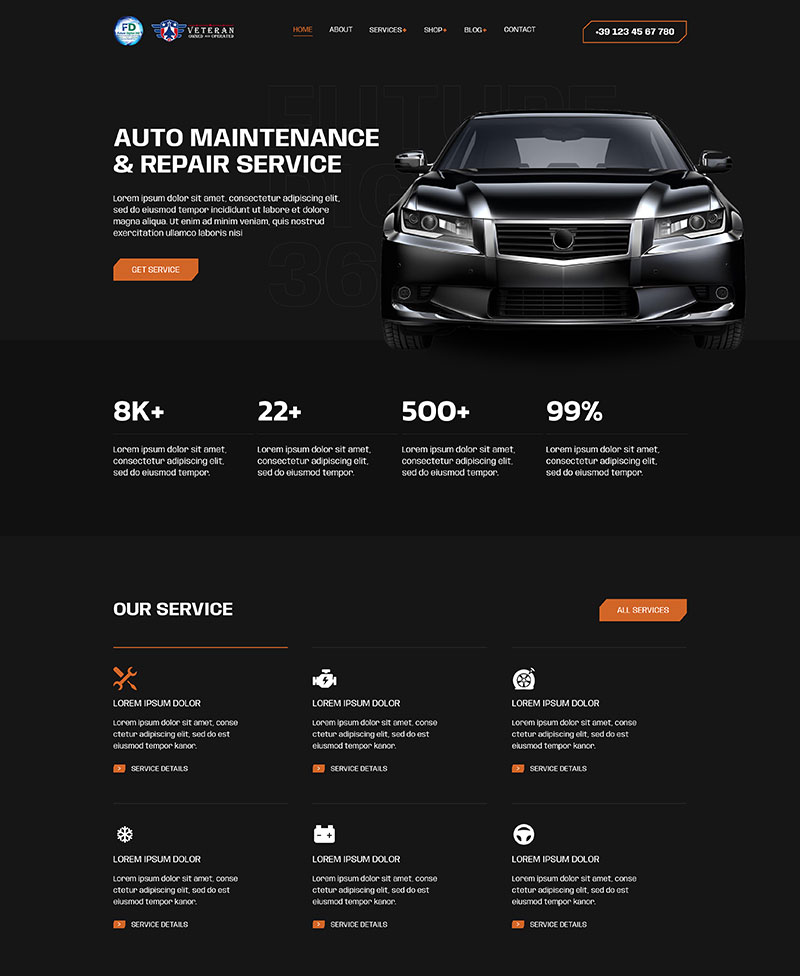 FD
VETERAN
OWNED AND OPERATED
HOME
ABOUT
SERVICES+
SHOP+
BLOG+
CONTACT
+39 123 45 67 780
FUTURE
36
AUTO MAINTENANCE
& REPAIR SERVICE
Lorem ipsum dolor sit amet, consectetur adipiscing elit,
sed do eiusmod tempor incididunt ut labore et dolore
magna aliqua. Ut enim ad minim veniam, quis nostrud
exercitation ullamco laboris nisi
GET SERVICE
8K+
22+
500+
99%
Lorem ipsum dolor sit amet,
consectetur adipiscing elit,
sed do eiusmod tempor.
Lorem ipsum dolor sit amet,
consectetur adipiscing elit,
sed do eiusmod tempor.
Lorem ipsum dolor sit amet,
consectetur adipiscing elit,
sed do eiusmod tempor.
Lorem ipsum dolor sit amet,
consectetur adipiscing elit,
sed do eiusmod tempor.
OUR SERVICE
ALL SERVICES
LOREM IPSUM DOLOR
Lorem ipsum dolor sit amet, conse
ctetur adipiscing elit, sed do est
eiusmod tempor kanor.
SERVICE DETAILS
LOREM IPSUM DOLOR
Lorem ipsum dolor sit amet, conse
ctetur adipiscing elit, sed do est
eiusmod tempor kanor.
SERVICE DETAILS
LOREM IPSUM DOLOR
Lorem ipsum dolor sit amet, conse
ctetur adipiscing elit, sed do est
eiusmod tempor kanor.
SERVICE DETAILS
LOREM IPSUM DOLOR
Lorem ipsum dolor sit amet, conse
ctetur adipiscing elit, sed do est
eiusmod tempor kanor.
SERVICE DETAILS
LOREM IPSUM DOLOR
Lorem ipsum dolor sit amet, conse
ctetur adipiscing elit, sed do est
eiusmod tempor kanor.
SERVICE DETAILS
LOREM IPSUM DOLOR
Lorem ipsum dolor sit amet, conse
ctetur adipiscing elit, sed do est
eiusmod tempor kanor.
SERVICE DETAILS